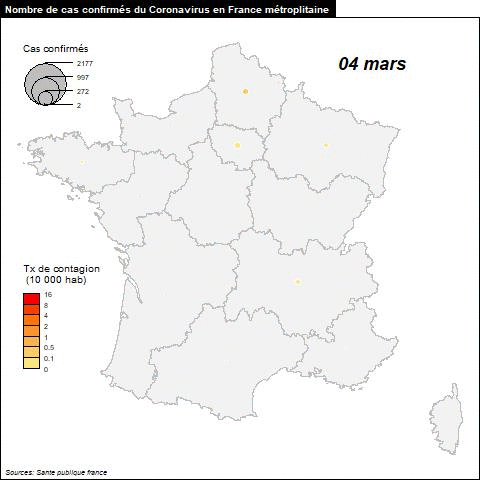 Nombre de cas confirmés du Coronavirus en France métroplitaine
04 mars
Cas confirmés
2177
997
272
2
Tx de contagion
(10 000 hab)
16
8
4
2
1
0.5
0.1
0
Sources: Sante publique france